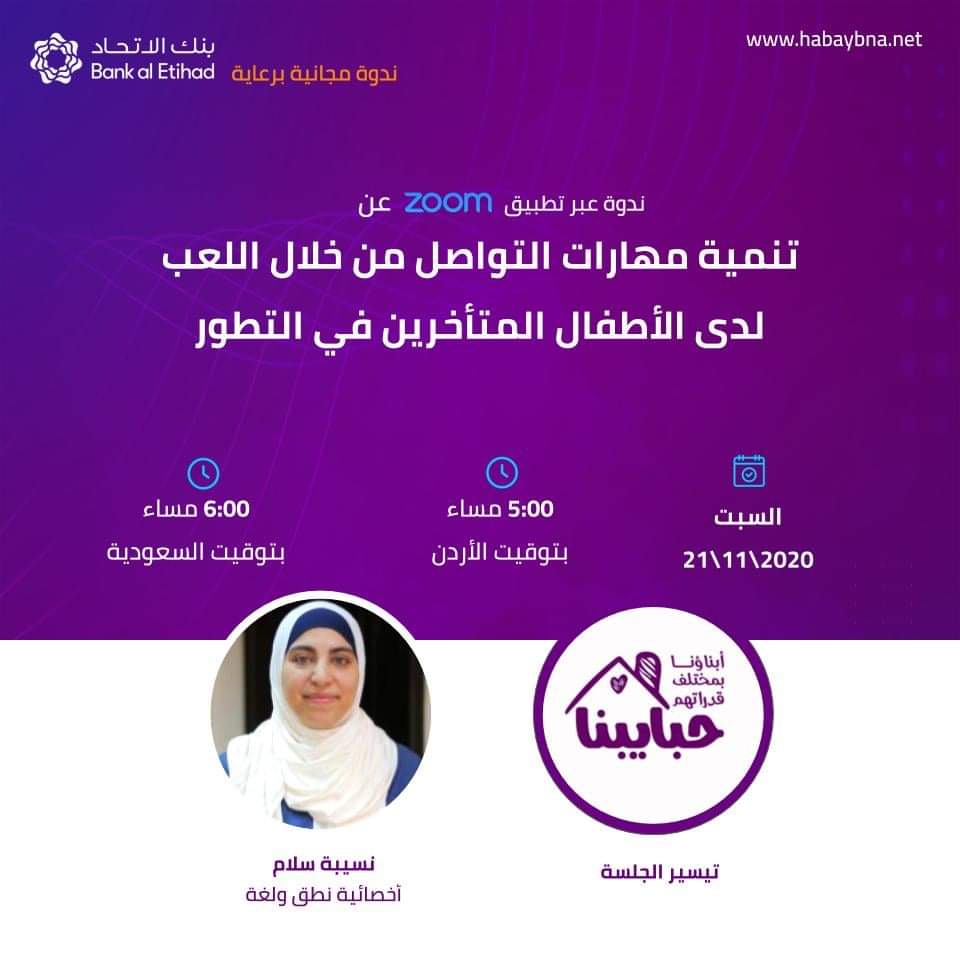 www.habaybna.net
بنك الاتحاد
Bank al Etihad
ندوة مجانية برعاية
ندوة عبر تطبيق zoom عن
تنمية مهارات التواصل من خلال اللعب
لدى الأطفال المتأخرين في التطور
السبت
21\11\2020
5:00 مساء
بتوقيت الأردن
6:00 مساء
بتوقيت السعودية
أبناؤنا
بمختلف
قدراتهم
حبايبنا
تيسير الجلسة
نسيبة سلام
أخصائية نطق ولغة